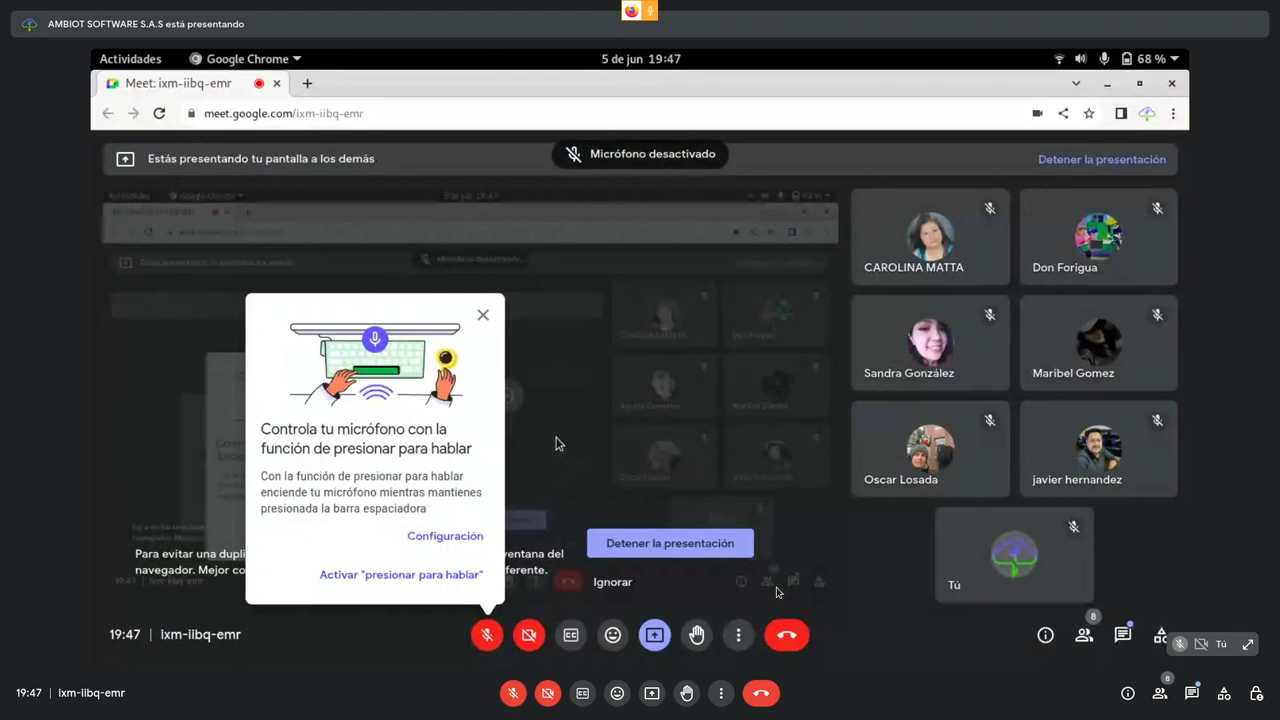 AMBIOT SOFTWARE S.A.S está presentando
Actividades
Google Chrome
5 de jun 19:47
68 %
Meet: ixm-iibq-emr
meet.google.com/ixm-iibq-emr
Estás presentando tu pantalla a los demás
Micrófono desactivado
Detener la presentación
CAROLINA MATTA
Don Forigua
Sandra González
Maribel Gomez
Oscar Losada
javier hernandez
Tú
Controla tu micrófono con la
función de presionar para hablar
Con la función de presionar para hablar
enciende tu micrófono mientras mantienes
presionada la barra espaciadora
Configuración
Activar "presionar para hablar"
Para evitar una dupli
ventana del
navegador. Mejor co
ferente.
Detener la presentación
Ignorar
19:47 | ixm-iibq-emr
8
Tú
19:47 | ixm-iibq-emr
8